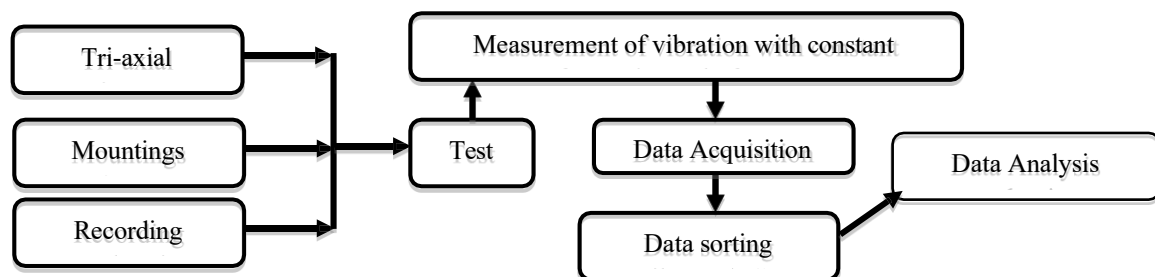 Tri-axial
Mountings
Recording
Test
Measurement of vibration with constant
Data Acquisition
Data sorting
Data Analysis